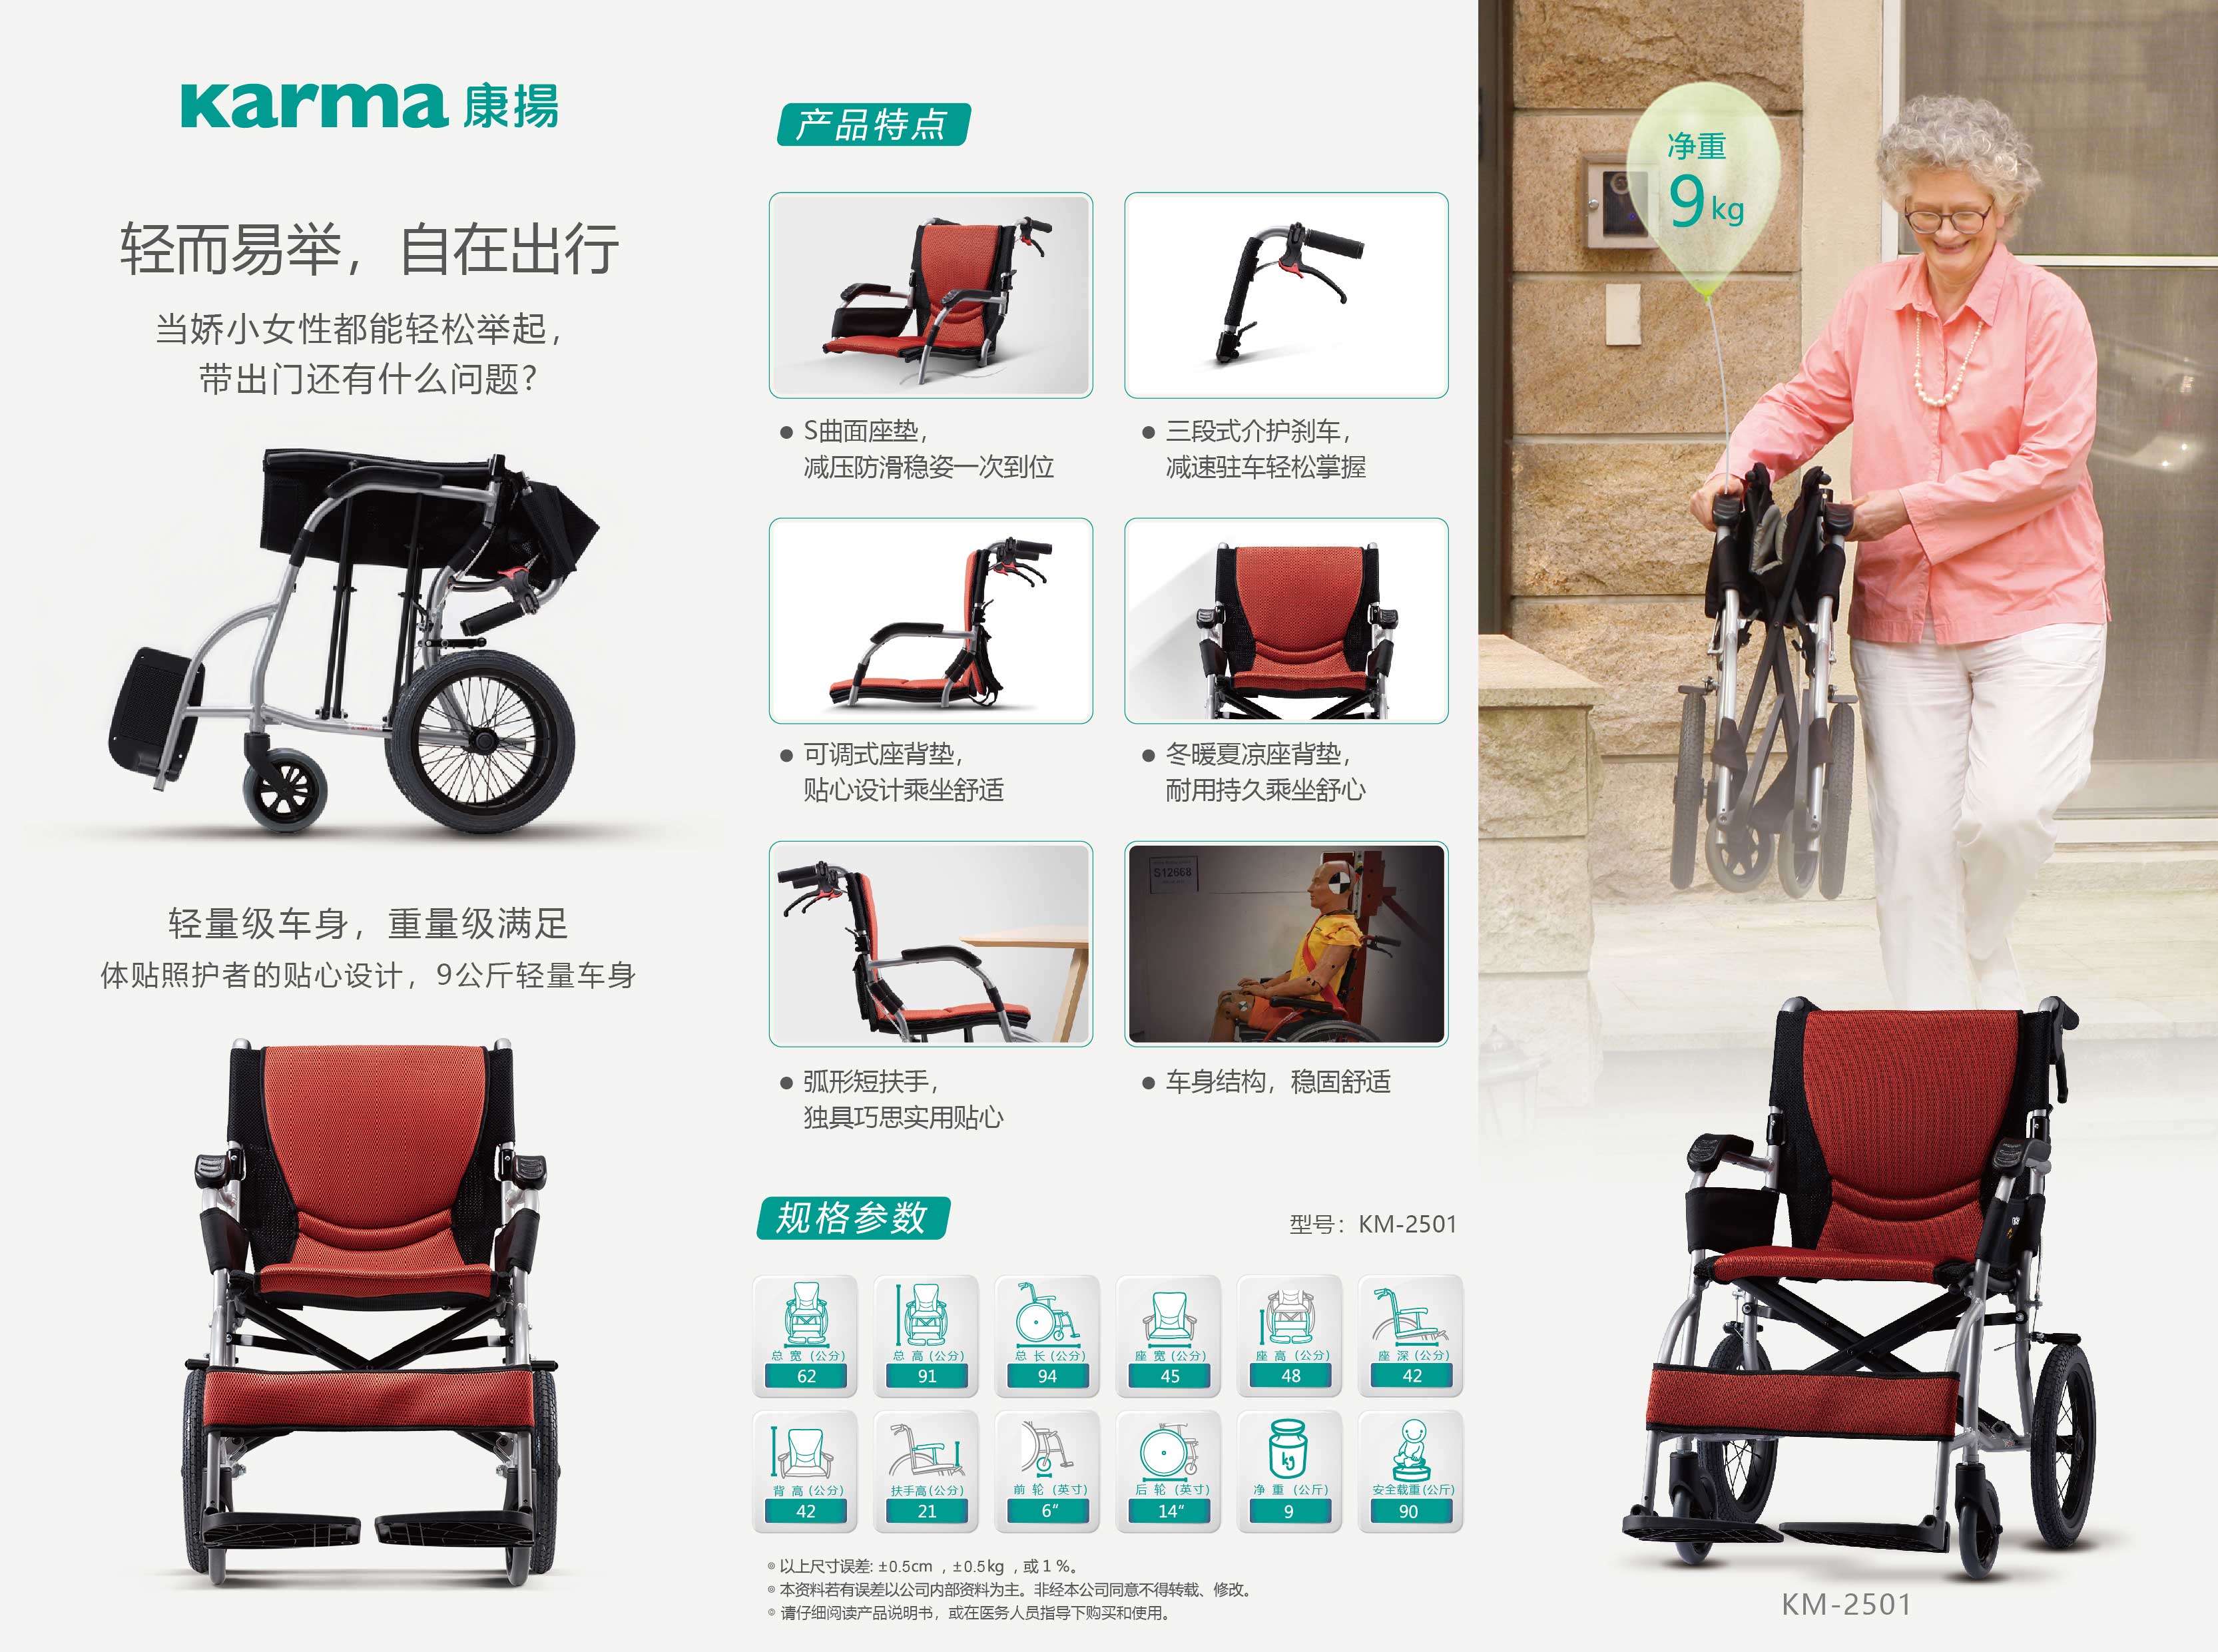 Karma 康揚
轻而易举，自在出行
当娇小女性都能轻松举起，
带出门还有什么问题？
轻量级车身，重量级满足
体贴照护者的贴心设计，9公斤轻量车身
产品特点
● S曲面座垫，
减压防滑稳姿一次到位
● 三段式介护刹车，
减速驻车轻松掌握
● 可调式座背垫，
贴心设计乘坐舒适
● 冬暖夏凉座背垫，
耐用持久乘坐舒心
S12668
● 弧形短扶手，
独具巧思实用贴心
● 车身结构，稳固舒适
规格参数
型号：KM-2501
总 宽 (公分)
62
总 高 (公分)
91
总 长 (公分)
94
座 宽 (公分)
45
座 高 (公分)
48
座 深 (公分)
42
背 高 (公分)
42
扶手高(公分)
21
前 轮 (英寸)
6“
后 轮 (英寸)
14“
kg
净 重 (公斤)
9
安全载重(公斤)
90
◎ 以上尺寸误差: ±0.5cm ，±0.5kg ，或 1 %。
◎ 本资料若有误差以公司内部资料为主。非经本公司同意不得转载、修改。
◎ 请仔细阅读产品说明书，或在医务人员指导下购买和使用。
净重
9kg
KM-2501